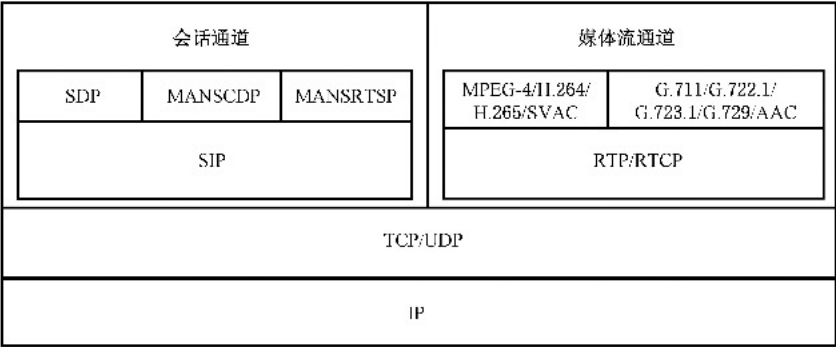 会话通道
媒体流通道
SDP
MANSCDP
MANSRTSP
MPEG-4/H.264/
H.265/SVAC
G.711/G.722.1/
G.723.1/G.729/AAC
SIP
RTP/RTCP
TCP/UDP
IP